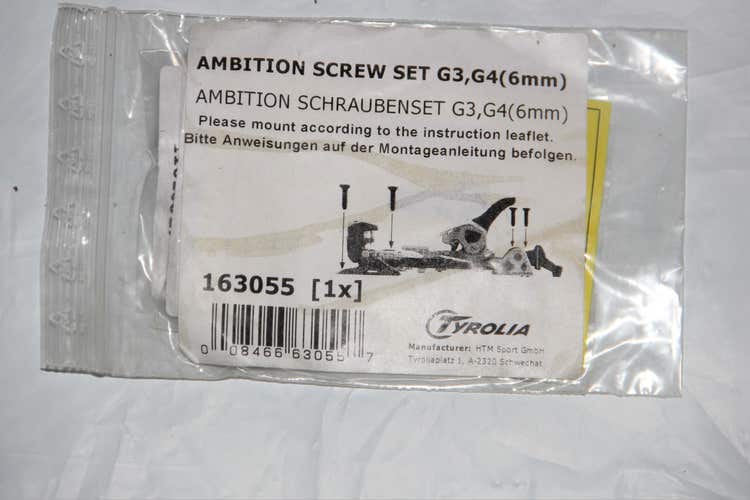 AMBITION SCREW SET G3,G4(6mm)
AMBITION SCHRAUBENSET G3,G4(6mm)
Please mount according to the instruction leaflet.
Bitte Anweisungen auf der Montageanleitung befolgen.
163055 [1x]
TYROLIA
0 08466 63055 7
Manufacturer: HTM Sport GmbH
Tyroliaplatz 1, A-2320 Schwechat